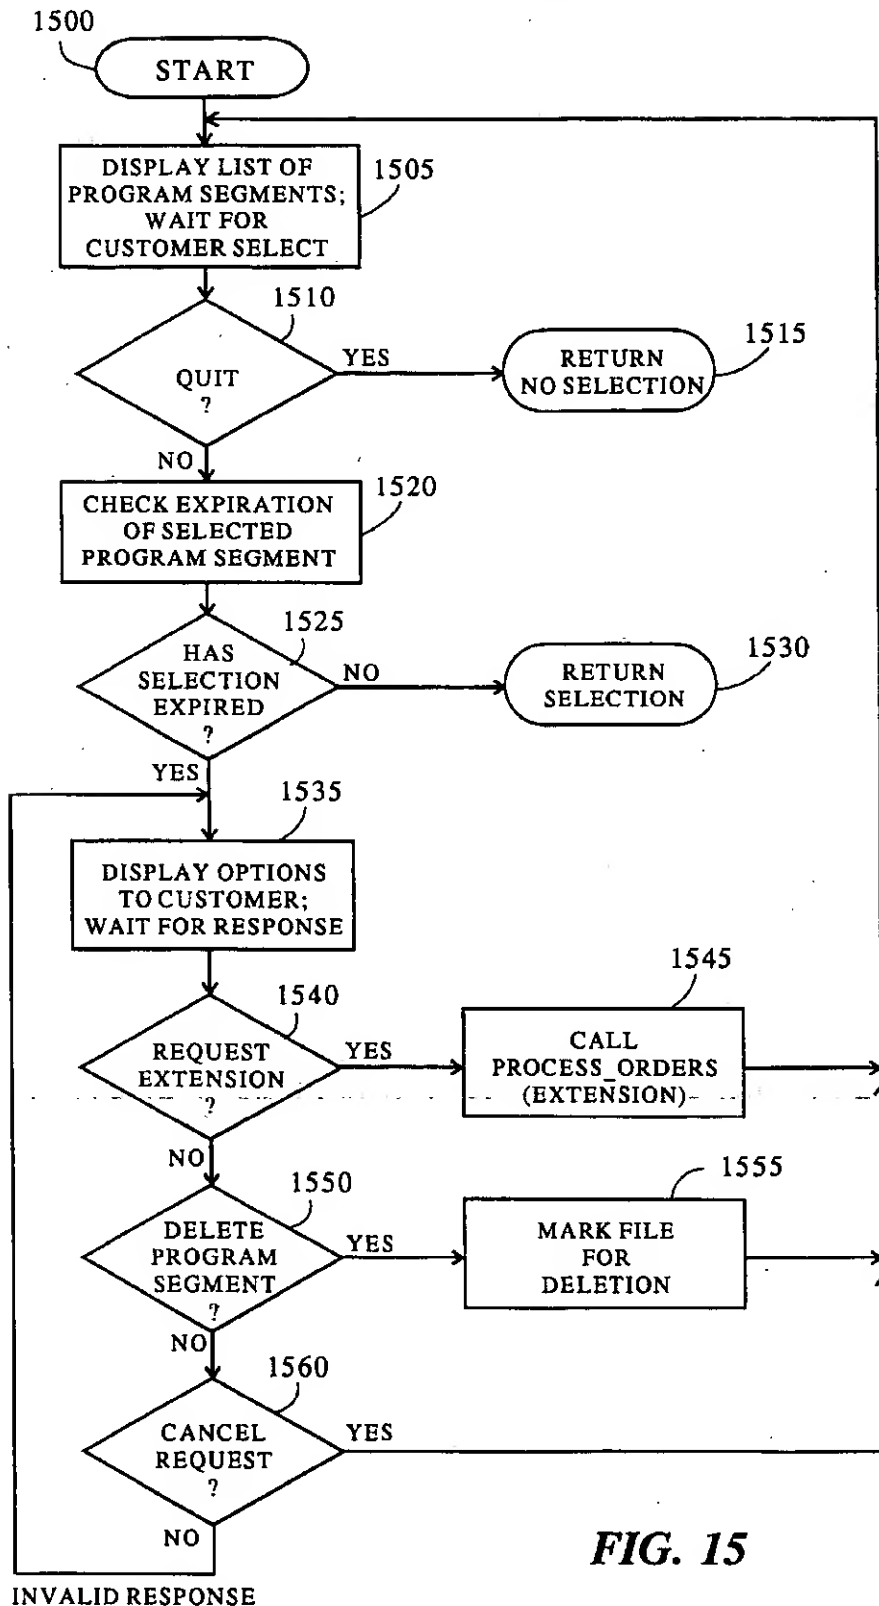 1500
START
DISPLAY LIST OF
PROGRAM SEGMENTS;
WAIT FOR
CUSTOMER SELECT
1505
1510
QUIT
?
YES
RETURN
NO SELECTION
1515
NO
CHECK EXPIRATION
OF SELECTED
PROGRAM SEGMENT
1520
1525
HAS
SELECTION
EXPIRED
?
NO
RETURN
SELECTION
1530
YES
1535
DISPLAY OPTIONS
TO CUSTOMER;
WAIT FOR RESPONSE
1540
REQUEST
EXTENSION
?
YES
1545
CALL
PROCESS_ORDERS
(EXTENSION)
NO
1550
DELETE
PROGRAM
SEGMENT
?
YES
1555
MARK FILE
FOR
DELETION
NO
1560
CANCEL
REQUEST
?
YES
NO
INVALID RESPONSE
FIG. 15